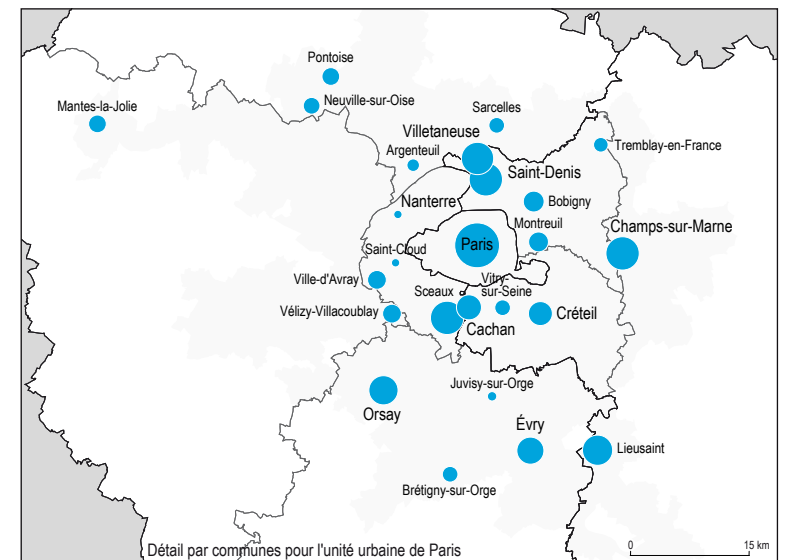 Pontoise
Mantes-la-Jolie
Neuville-sur-Oise
Sarcelles
Villetaneuse
Argenteuil
Tremblay-en-France
Saint-Denis
Nanterre
Bobigny
Montreuil
Champs-sur-Marne
Paris
Saint-Cloud
Ville-d'Avray
Vitry-
sur-Seine
Sceaux
Vélizy-Villacoublay
Créteil
Cachan
Juvisy-sur-Orge
Orsay
Évry
Lieusaint
Brétigny-sur-Orge
Détail par communes pour l'unité urbaine de Paris
0 15 km